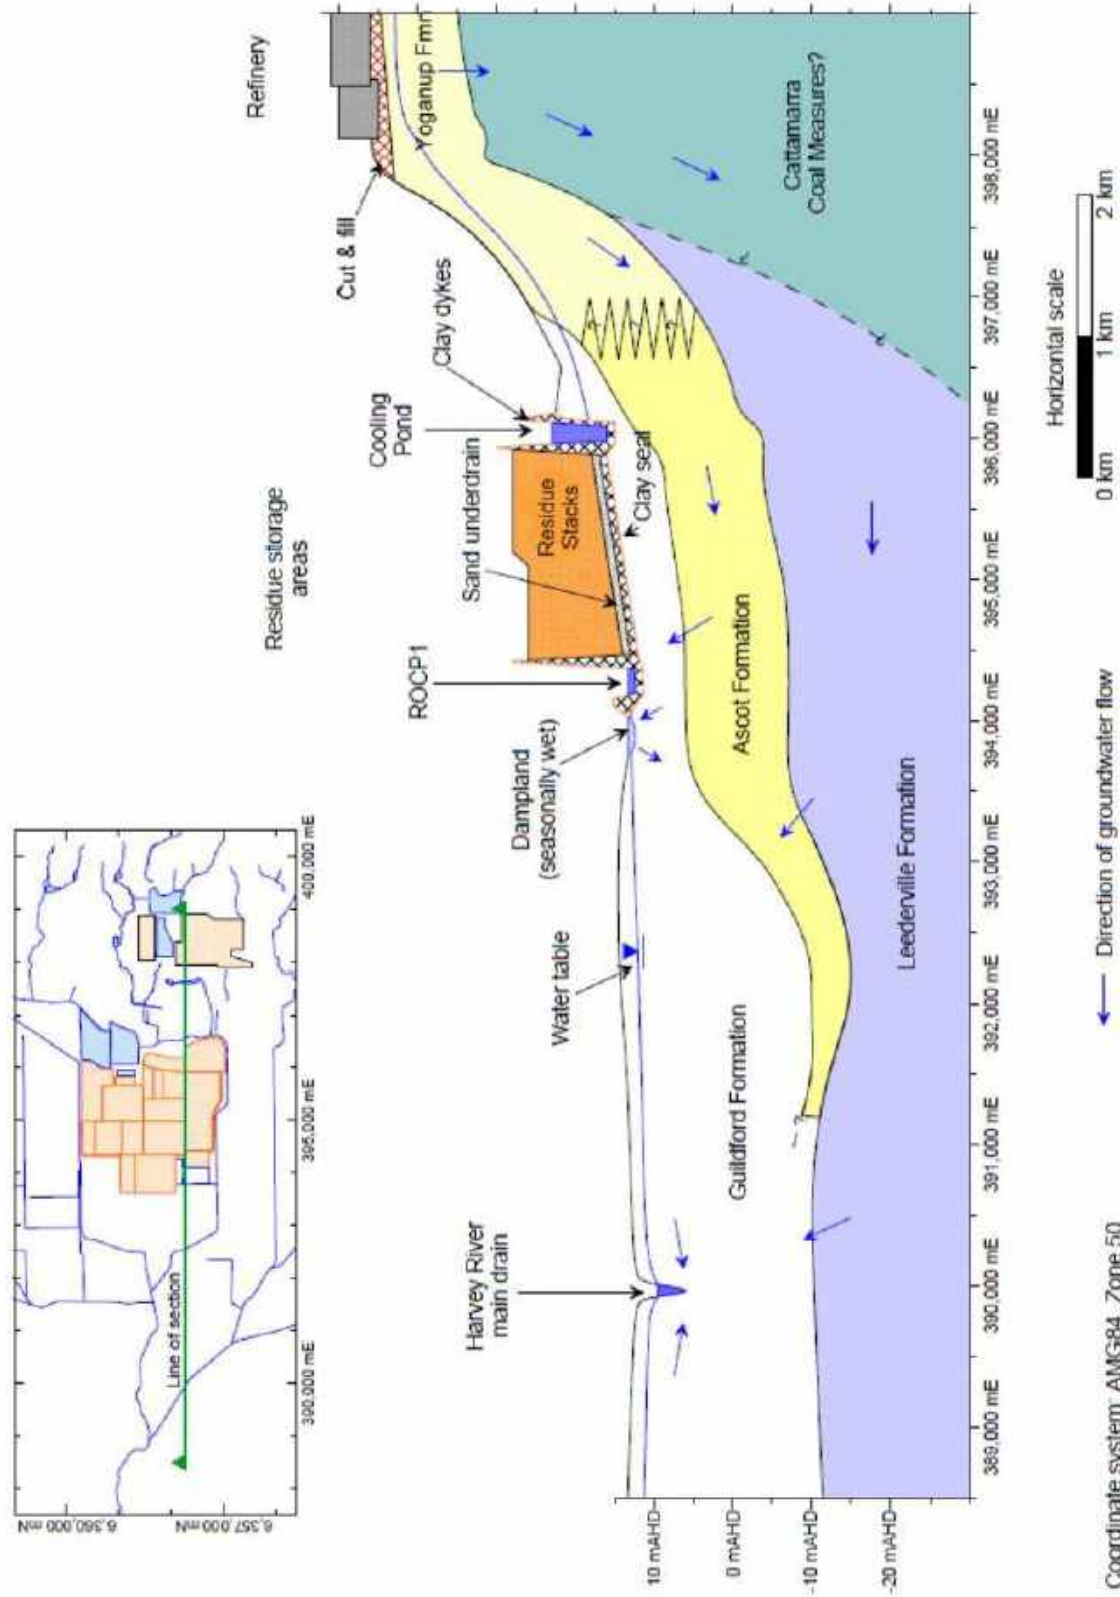 6,360,000 mN
6,357,000 mN
390,000 mE
395,000 mE
400,000 mE
Line of section
Residue storage
areas
Refinery
Harvey River
main drain
Water table
Dampland
(seasonally wet)
ROCP1
Sand underdrain
Cooling
Pond
Clay dykes
Cut & fill
Residue
Stacks
Clay seal
Yoganup Fmn
Guildford Formation
Ascot Formation
Leederville Formation
Cattamarra
Coal Measures?
?
?
?
?
?
10 mAHD
0 mAHD
-10 mAHD
-20 mAHD
389,000 mE
390,000 mE
391,000 mE
392,000 mE
393,000 mE
394,000 mE
395,000 mE
396,000 mE
397,000 mE
398,000 mE
Coordinate system: AMG84, Zone 50
Direction of groundwater flow
Horizontal scale
0 km
1 km
2 km